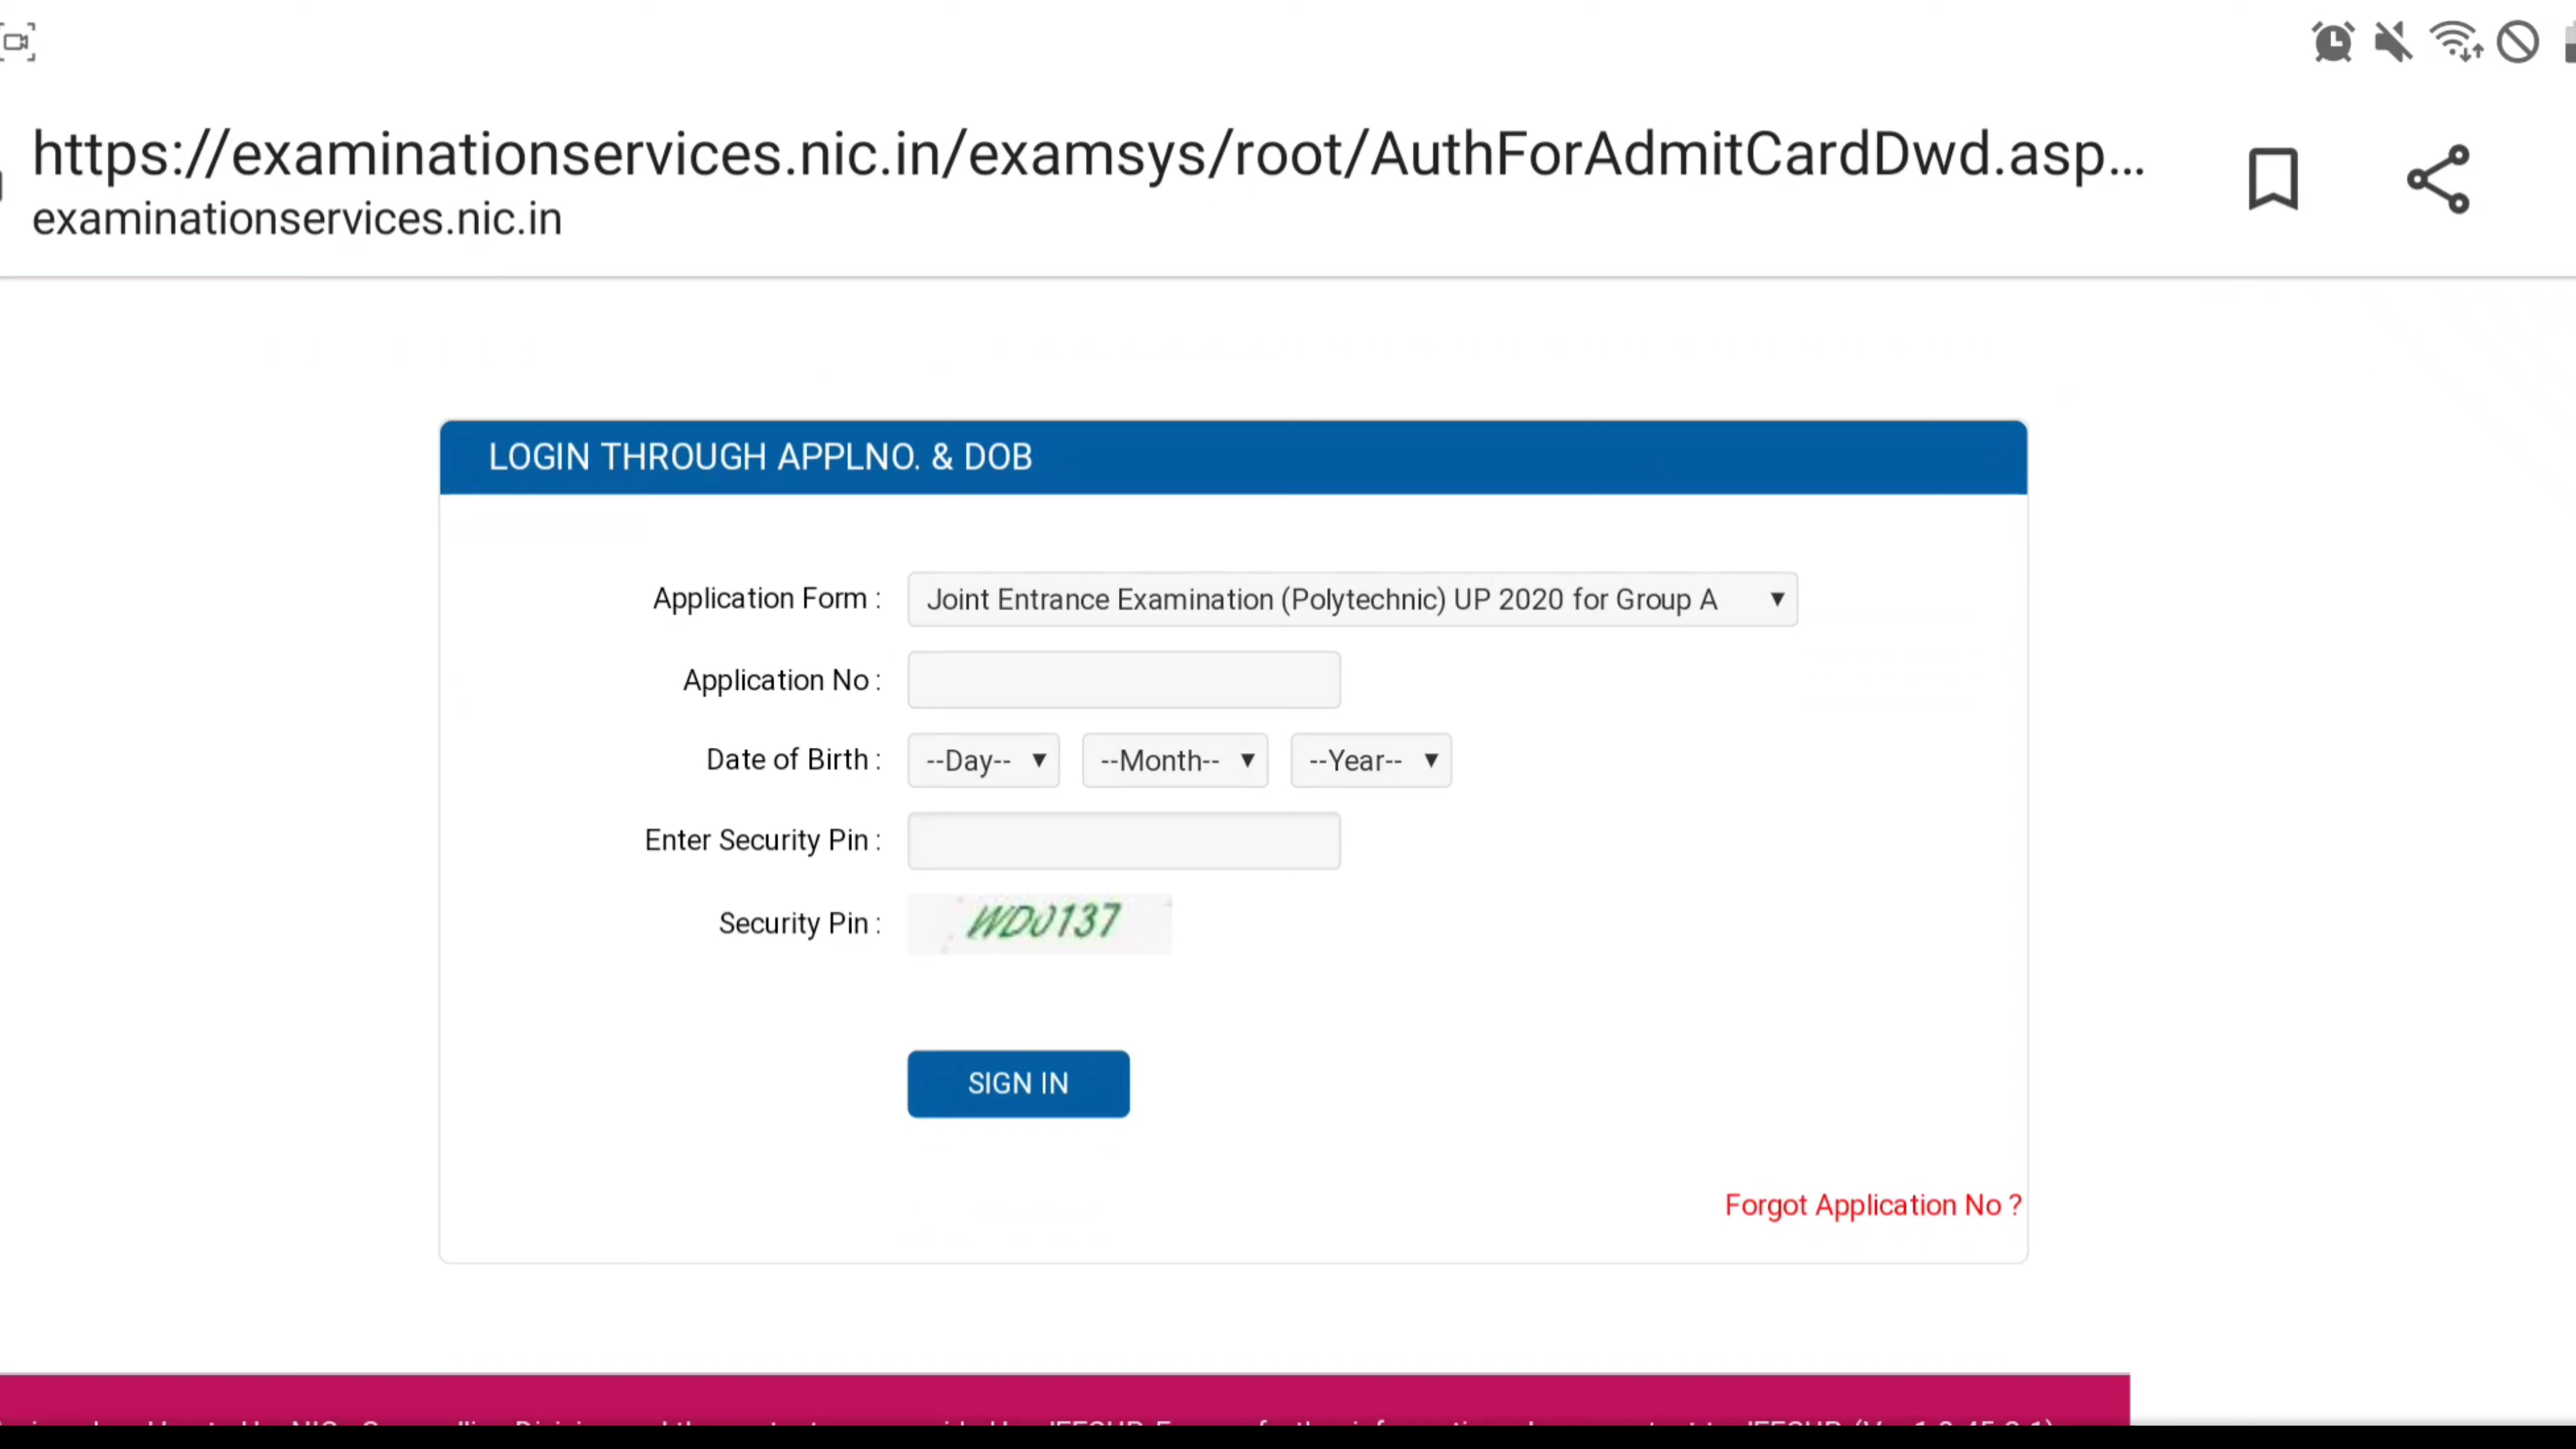 https://examinationservices.nic.in/examsys/root/AuthForAdmitCardDwd.asp...
examinationservices.nic.in
LOGIN THROUGH APPLNO. & DOB
Application Form : Joint Entrance Examination (Polytechnic) UP 2020 for Group A
Application No :
Date of Birth : --Day-- --Month-- --Year--
Enter Security Pin :
Security Pin : WDU137
SIGN IN
Forgot Application No ?